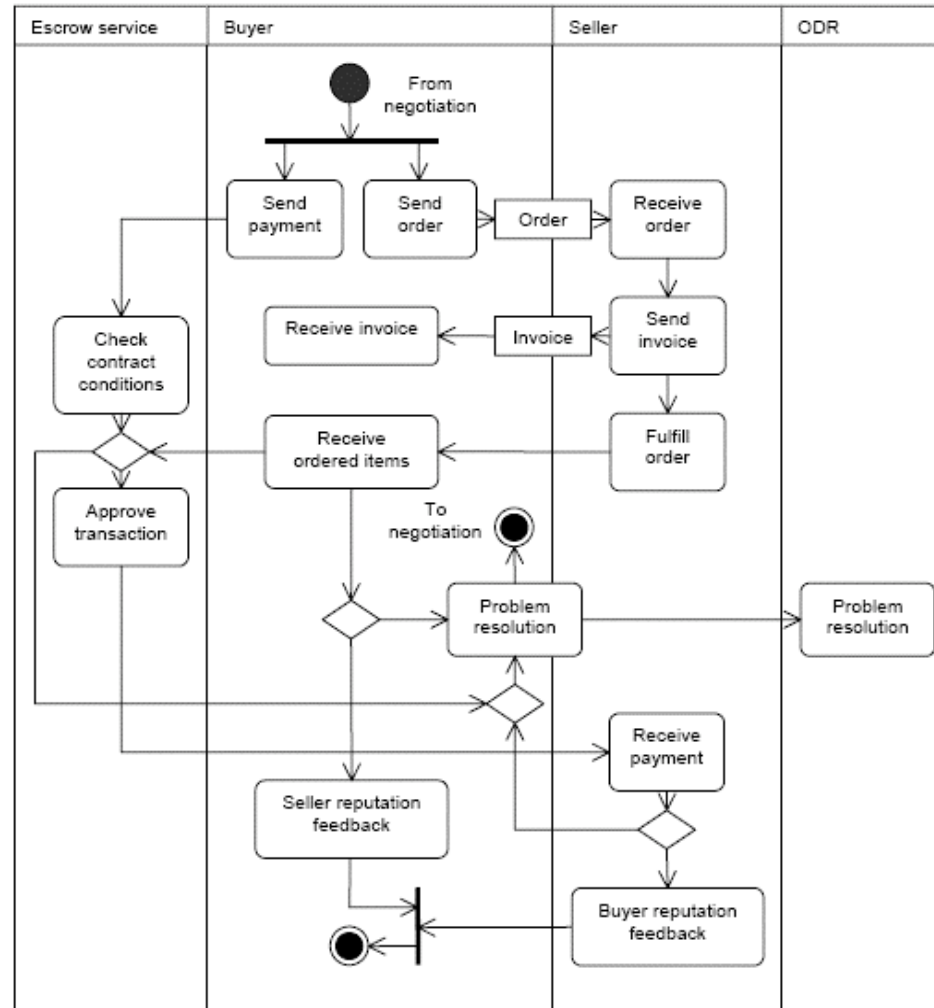 Escrow service
Buyer
Seller
ODR
From
negotiation
Send
payment
Send
order
Order
Receive
order
Receive invoice
Invoice
Send
invoice
Check
contract
conditions
Receive
ordered items
Fulfill
order
Approve
transaction
To
negotiation
Problem
resolution
Problem
resolution
Receive
payment
Seller reputation
feedback
Buyer reputation
feedback